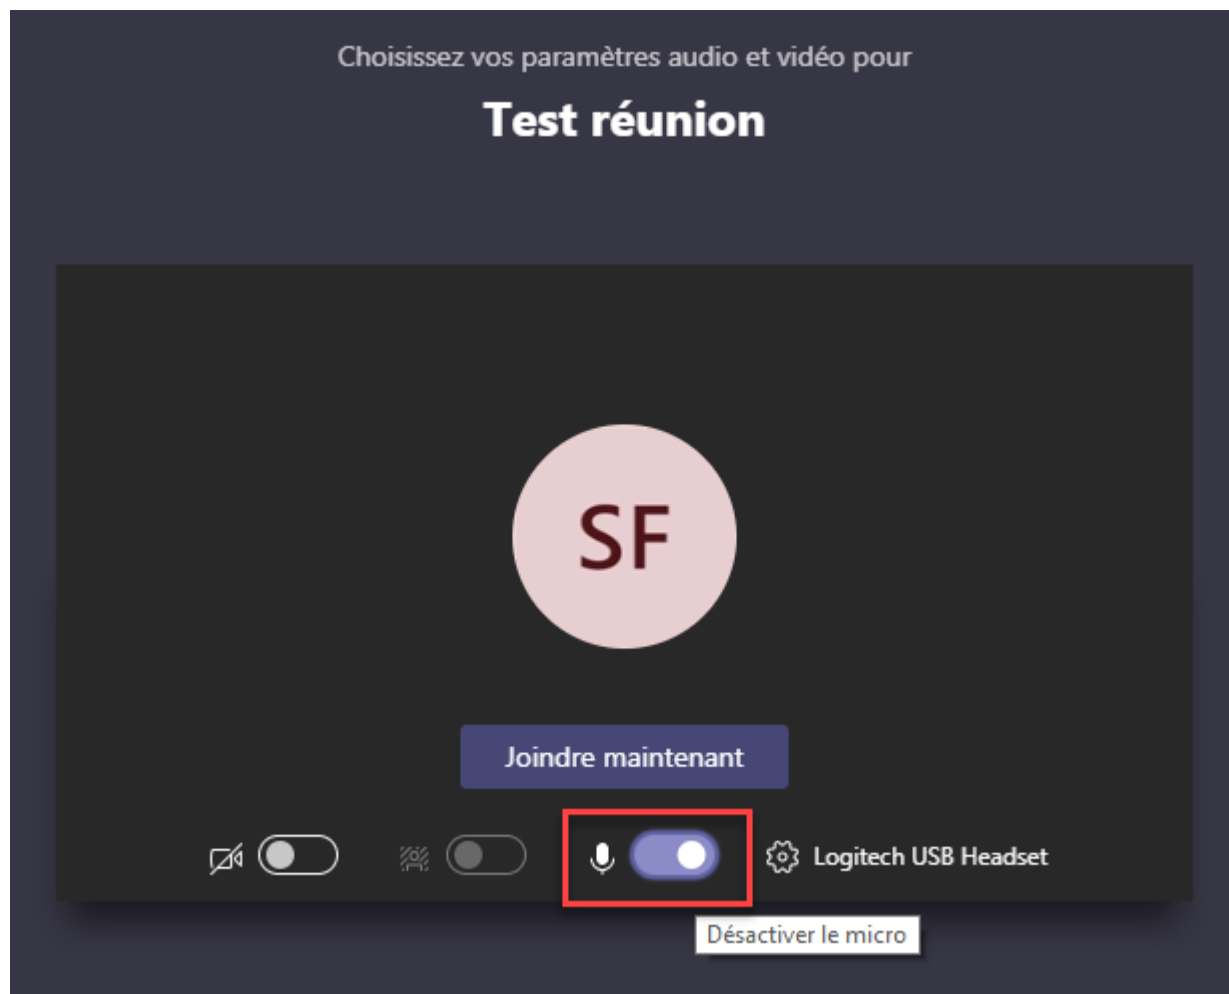 Choisissez vos paramètres audio et vidéo pour
Test réunion
SF
Joindre maintenant
Logitech USB Headset
Désactiver le micro